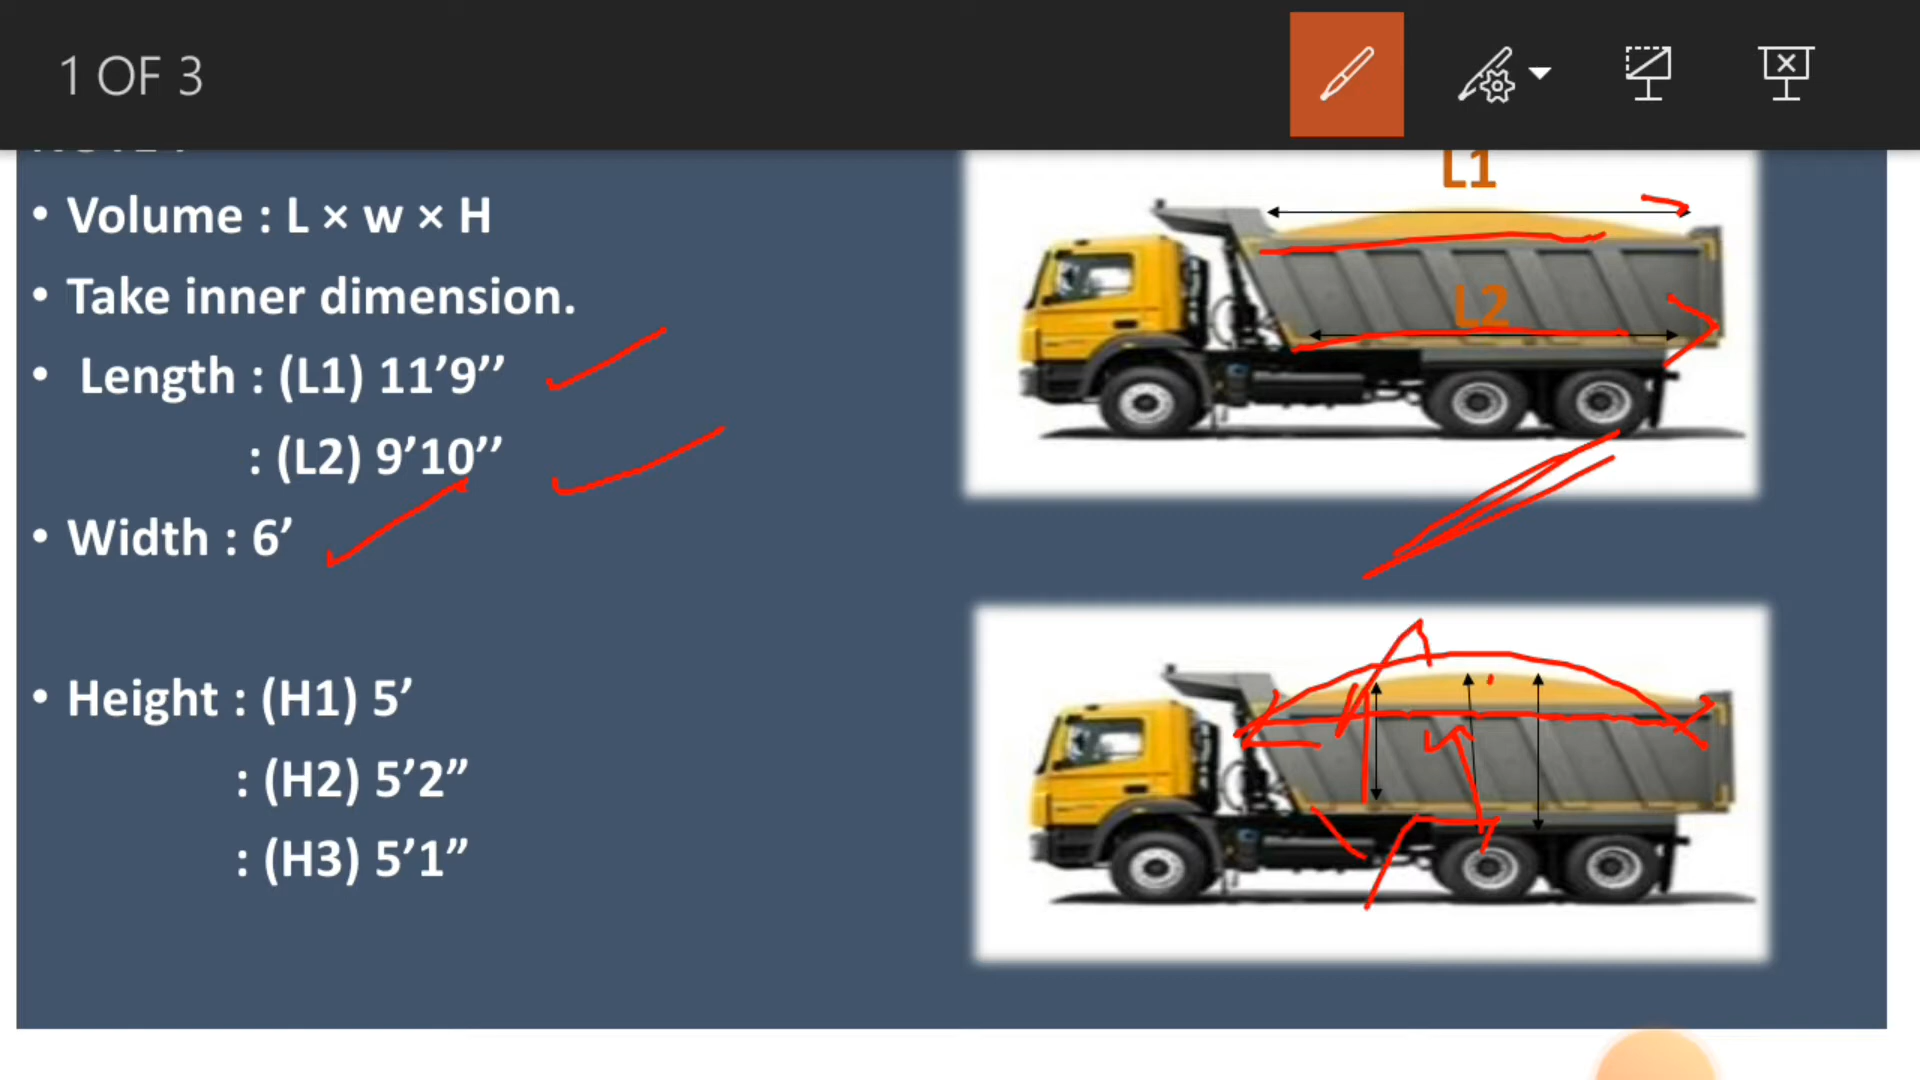 1 OF 3
L1
• Volume : L × w × H
• Take inner dimension.
• Length : (L1) 11’9’’
: (L2) 9’10’’
• Width : 6’
L2
• Height : (H1) 5’
: (H2) 5’2”
: (H3) 5’1”